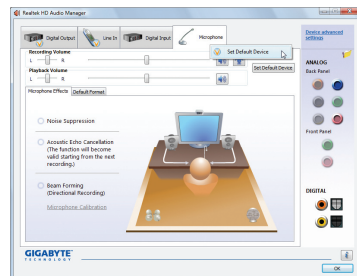 Realtek HD Audio Manager
Digital Output
Line In
Digital Input
Microphone
Device advanced
settings
Set Default Device
Recording Volume
L
R
Set Default Device
Playback Volume
L
R
ANALOG
Back Panel
Microphone Effects
Default Format
Noise Suppression
Acoustic Echo Cancellation
(The function will become
valid starting from the next
recording.)
Front Panel
Beam Forming
(Directional Recording)
Microphone Calibration
DIGITAL
GIGABYTE
TECHNOLOGY
i
OK